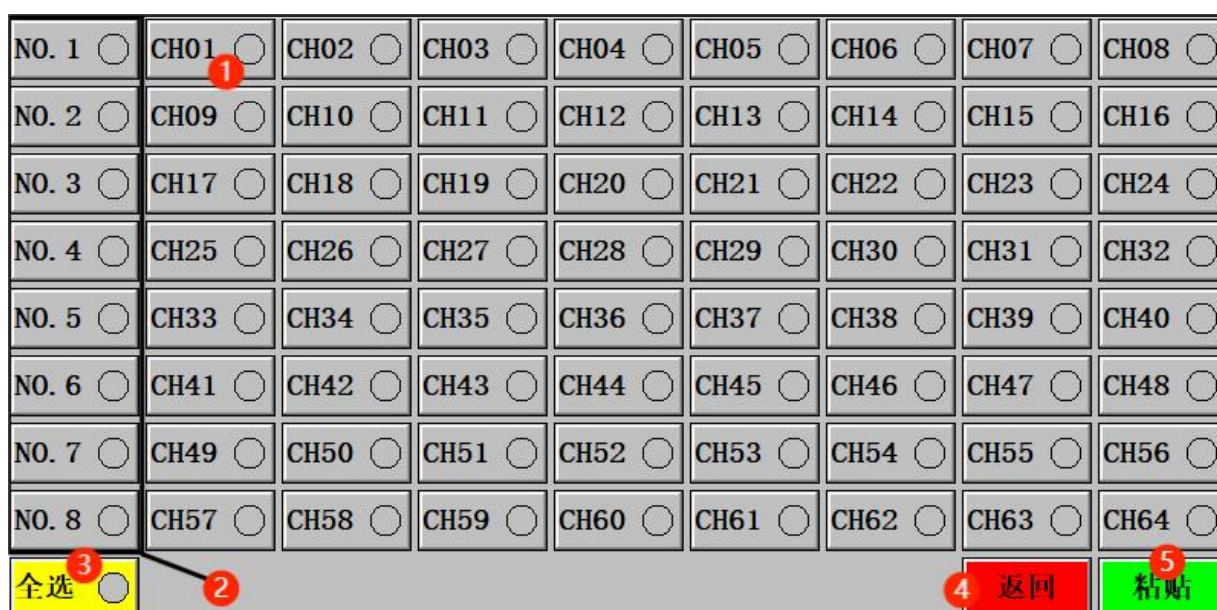 NO. 1 CH01 CH02 CH03 CH04 CH05 CH06 CH07 CH08
1
NO. 2 CH09 CH10 CH11 CH12 CH13 CH14 CH15 CH16
NO. 3 CH17 CH18 CH19 CH20 CH21 CH22 CH23 CH24
NO. 4 CH25 CH26 CH27 CH28 CH29 CH30 CH31 CH32
NO. 5 CH33 CH34 CH35 CH36 CH37 CH38 CH39 CH40
NO. 6 CH41 CH42 CH43 CH44 CH45 CH46 CH47 CH48
NO. 7 CH49 CH50 CH51 CH52 CH53 CH54 CH55 CH56
NO. 8 CH57 CH58 CH59 CH60 CH61 CH62 CH63 CH64
3 5
全选 2 4 返回 粘贴